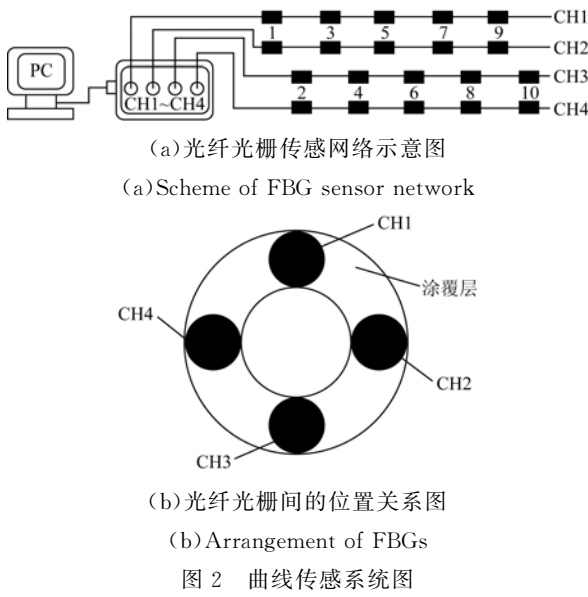 CH1
1 3 5 7 9
CH2
PC
CH1~CH4
CH3
2 4 6 8 10
CH4
(a)光纤光栅传感网络示意图
(a)Scheme of FBG sensor network
CH1
涂覆层
CH4
CH2
CH3
(b)光纤光栅间的位置关系图
(b)Arrangement of FBGs
图 2 曲线传感系统图